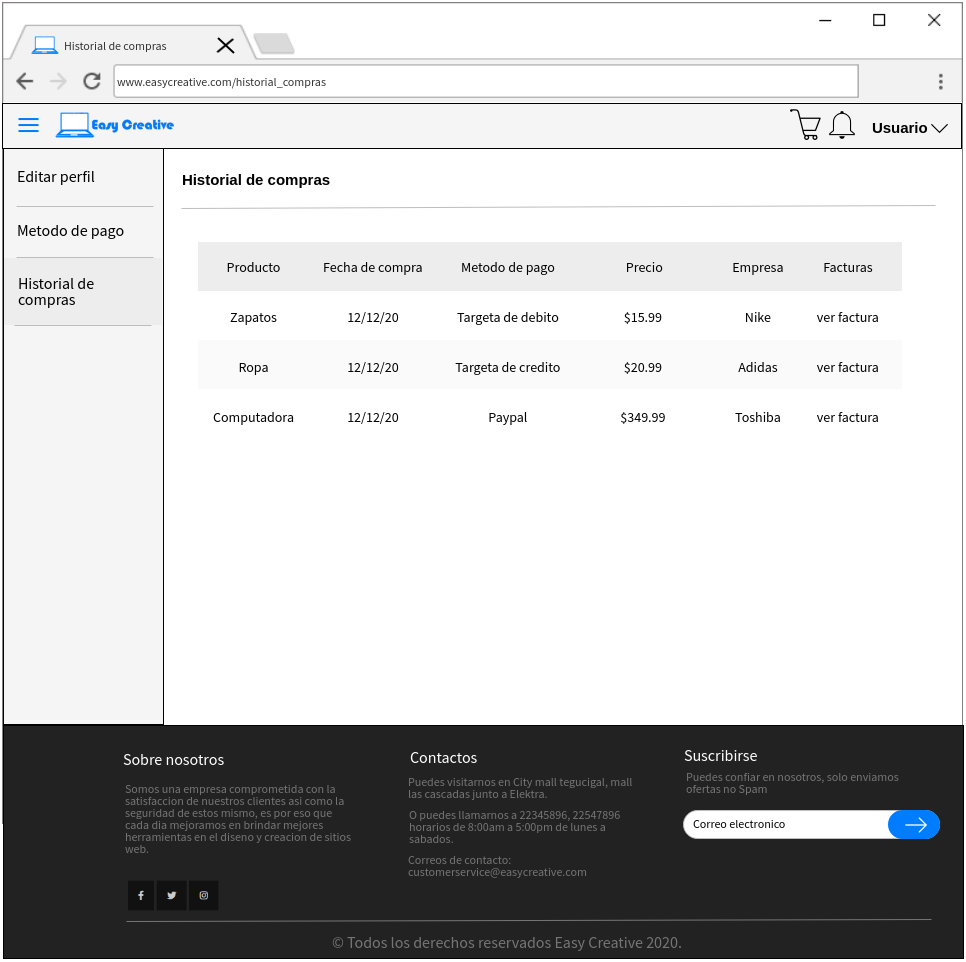 Historial de compras
www.easycreative.com/historial_compras
Easy Creative
Usuario
Editar perfil
Metodo de pago
Historial de
compras
Historial de compras
Producto Fecha de compra Metodo de pago Precio Empresa Facturas
Zapatos 12/12/20 Targeta de debito $15.99 Nike ver factura
Ropa 12/12/20 Targeta de credito $20.99 Adidas ver factura
Computadora 12/12/20 Paypal $349.99 Toshiba ver factura
Sobre nosotros
Somos una empresa comprometida con la
satisfaccion de nuestros clientes asi como la
seguridad de estos mismo, es por eso que
cada dia mejoramos en brindar mejores
herramientas en el diseno y creacion de sitios
web.
Contactos
Puedes visitarnos en City mall tegucigal, mall
las cascadas junto a Elektra.
O puedes llamarnos a 22345896, 22547896
horarios de 8:00am a 5:00pm de lunes a
sabados.
Correos de contacto:
customerservice@easycreative.com
Suscribirse
Puedes confiar en nosotros, solo enviamos
ofertas no Spam
Correo electronico
© Todos los derechos reservados Easy Creative 2020.